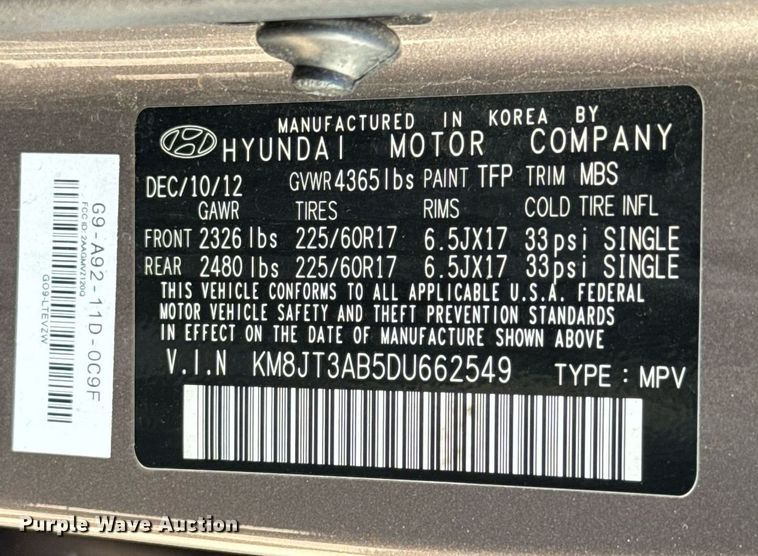 MANUFACTURED IN KOREA BY
HYUNDAI MOTOR COMPANY
DEC/10/12 GVWR 4365lbs PAINT TFP TRIM MBS
GAWR TIRES RIMS COLD TIRE INFL
FRONT 2326 lbs 225/60R17 6.5JX17 33psi SINGLE
REAR 2480 lbs 225/60R17 6.5JX17 33psi SINGLE
THIS VEHICLE CONFORMS TO ALL APPLICABLE U.S.A. FEDERAL
MOTOR VEHICLE SAFETY AND THEFT PREVENTION STANDARDS
IN EFFECT ON THE DATE OF MANUFACTURE SHOWN ABOVE
V.I.N KM8JT3AB5DU662549 TYPE : MPV
G9-A92-11D-0C9F
GO9-LTEVZW
Purple Wave Auction